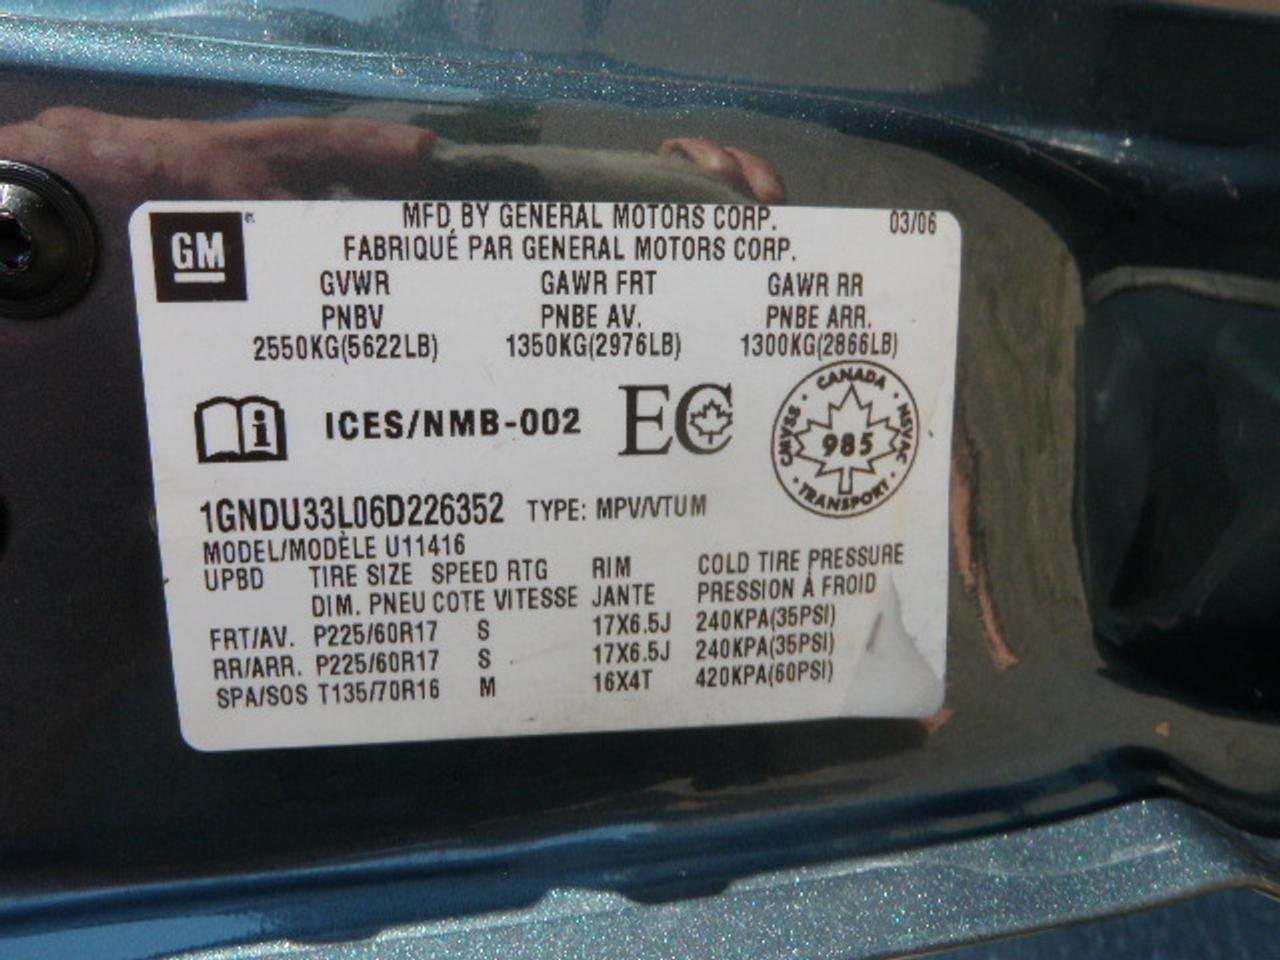 GM
MFD. BY GENERAL MOTORS CORP. 03/06
FABRIQUÉ PAR GENERAL MOTORS CORP.
GVWR GAWR FRT GAWR RR
PNBV PNBE AV. PNBE ARR.
2550KG(5622LB) 1350KG(2976LB) 1300KG(2866LB)
i ICES/NMB-002 EC
CANADA
CMVSS 985 NSVAC
TRANSPORT
1GNDU33L06D226352 TYPE: MPV/VTUM
MODEL/MODÈLE U11416
UPBD TIRE SIZE SPEED RTG RIM COLD TIRE PRESSURE
DIM. PNEU COTE VITESSE JANTE PRESSION À FROID
FRT/AV. P225/60R17 S 17X6.5J 240KPA(35PSI)
RR/ARR. P225/60R17 S 17X6.5J 240KPA(35PSI)
SPA/SOS T135/70R16 M 16X4T 420KPA(60PSI)